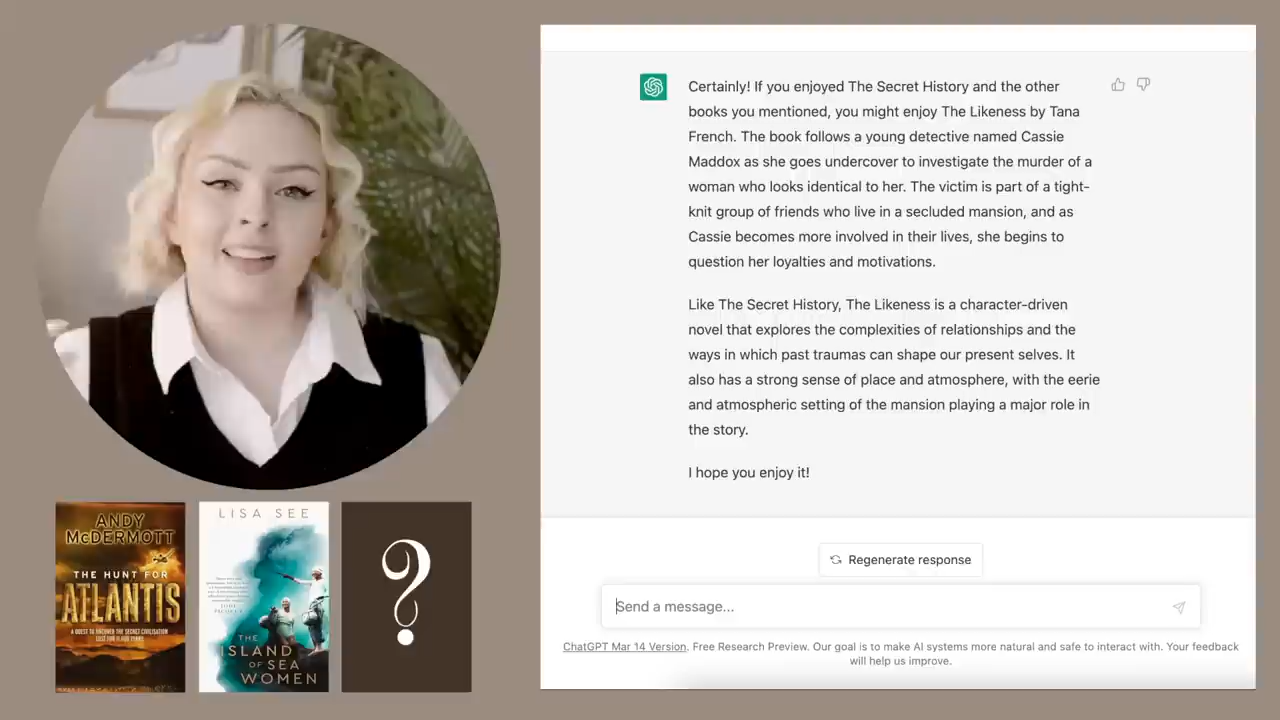 Certainly! If you enjoyed The Secret History and the other
books you mentioned, you might enjoy The Likeness by Tana
French. The book follows a young detective named Cassie
Maddox as she goes undercover to investigate the murder of a
woman who looks identical to her. The victim is part of a tight-
knit group of friends who live in a secluded mansion, and as
Cassie becomes more involved in their lives, she begins to
question her loyalties and motivations.
Like The Secret History, The Likeness is a character-driven
novel that explores the complexities of relationships and the
ways in which past traumas can shape our present selves. It
also has a strong sense of place and atmosphere, with the eerie
and atmospheric setting of the mansion playing a major role in
the story.
I hope you enjoy it!
Regenerate response
Send a message...
ChatGPT Mar 14 Version. Free Research Preview. Our goal is to make AI systems more natural and safe to interact with. Your feedback
will help us improve.
ANDY
McDERMOTT
THE HUNT FOR
ATLANTIS
A QUEST TO UNCOVER THE SECRET CIVILISATION
LISA SEE
THE
ISLAND
OF SEA
WOMEN
?